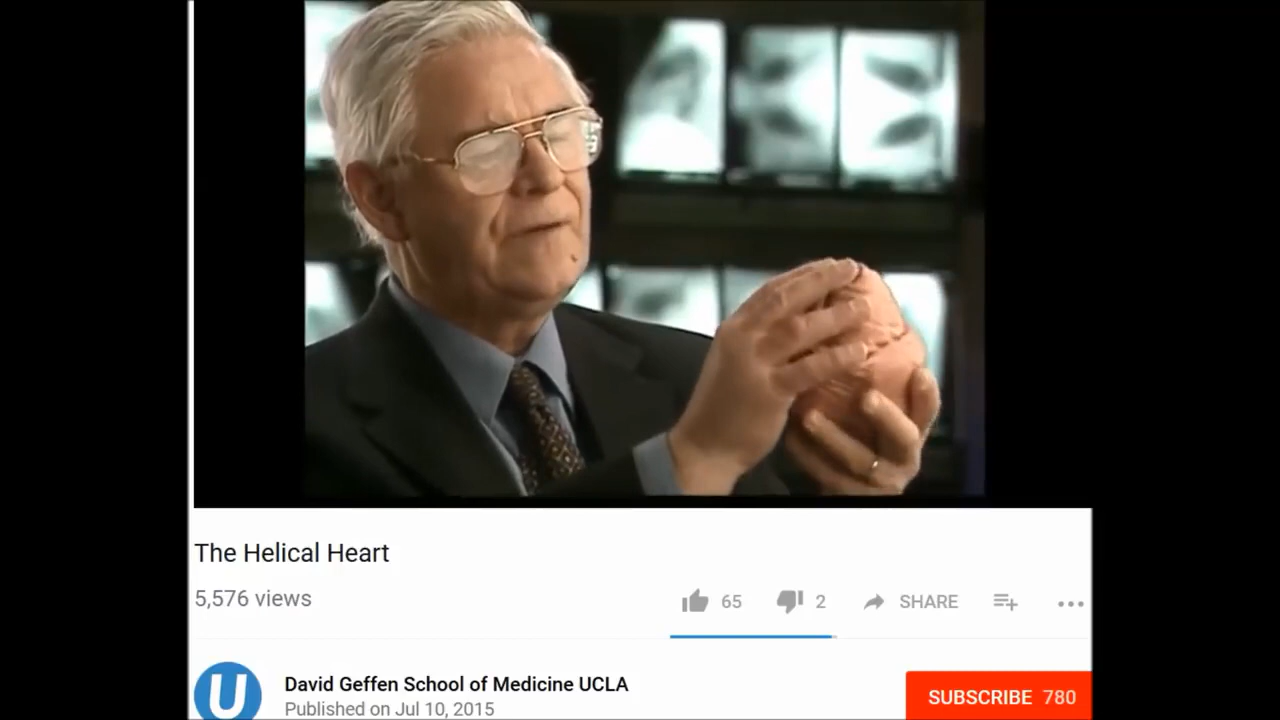 The Helical Heart
5,576 views
65 2 SHARE
U
David Geffen School of Medicine UCLA
Published on Jul 10, 2015
SUBSCRIBE 780